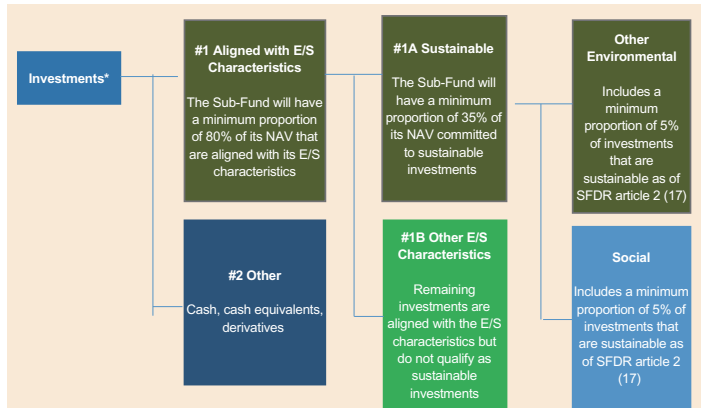 Investments*
#1 Aligned with E/S
Characteristics
The Sub-Fund will have
a minimum proportion
of 80% of its NAV that
are aligned with its E/S
characteristics
#2 Other
Cash, cash equivalents,
derivatives
#1A Sustainable
The Sub-Fund will
have a minimum
proportion of 35% of
its NAV committed
to sustainable
investments
#1B Other E/S
Characteristics
Remaining
investments are
aligned with the E/S
characteristics but
do not qualify as
sustainable
investments
Other
Environmental
Includes a
minimum
proportion of 5%
of investments
that are
sustainable as of
SFDR article 2 (17)
Social
Includes a minimum
proportion of 5% of
investments that
are sustainable as
of SFDR article 2
(17)